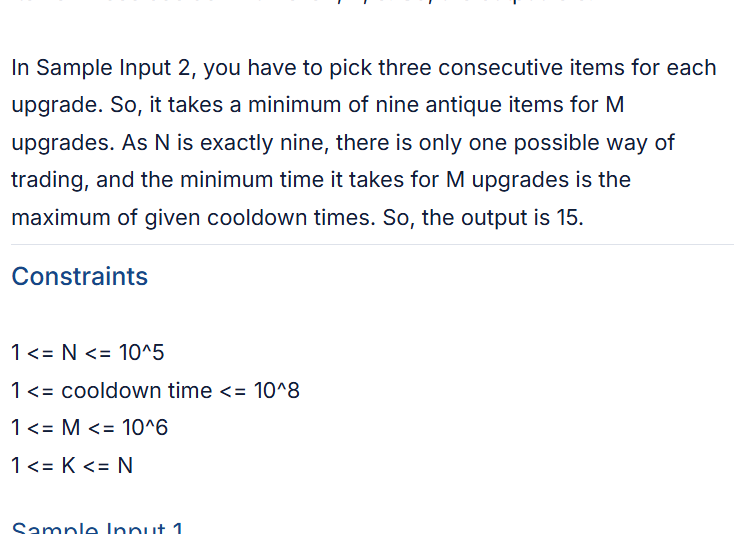 In Sample Input 2, you have to pick three consecutive items for each
upgrade. So, it takes a minimum of nine antique items for M
upgrades. As N is exactly nine, there is only one possible way of
trading, and the minimum time it takes for M upgrades is the
maximum of given cooldown times. So, the output is 15.
Constraints
1 <= N <= 10^5
1 <= cooldown time <= 10^8
1 <= M <= 10^6
1 <= K <= N
Sample Input 1